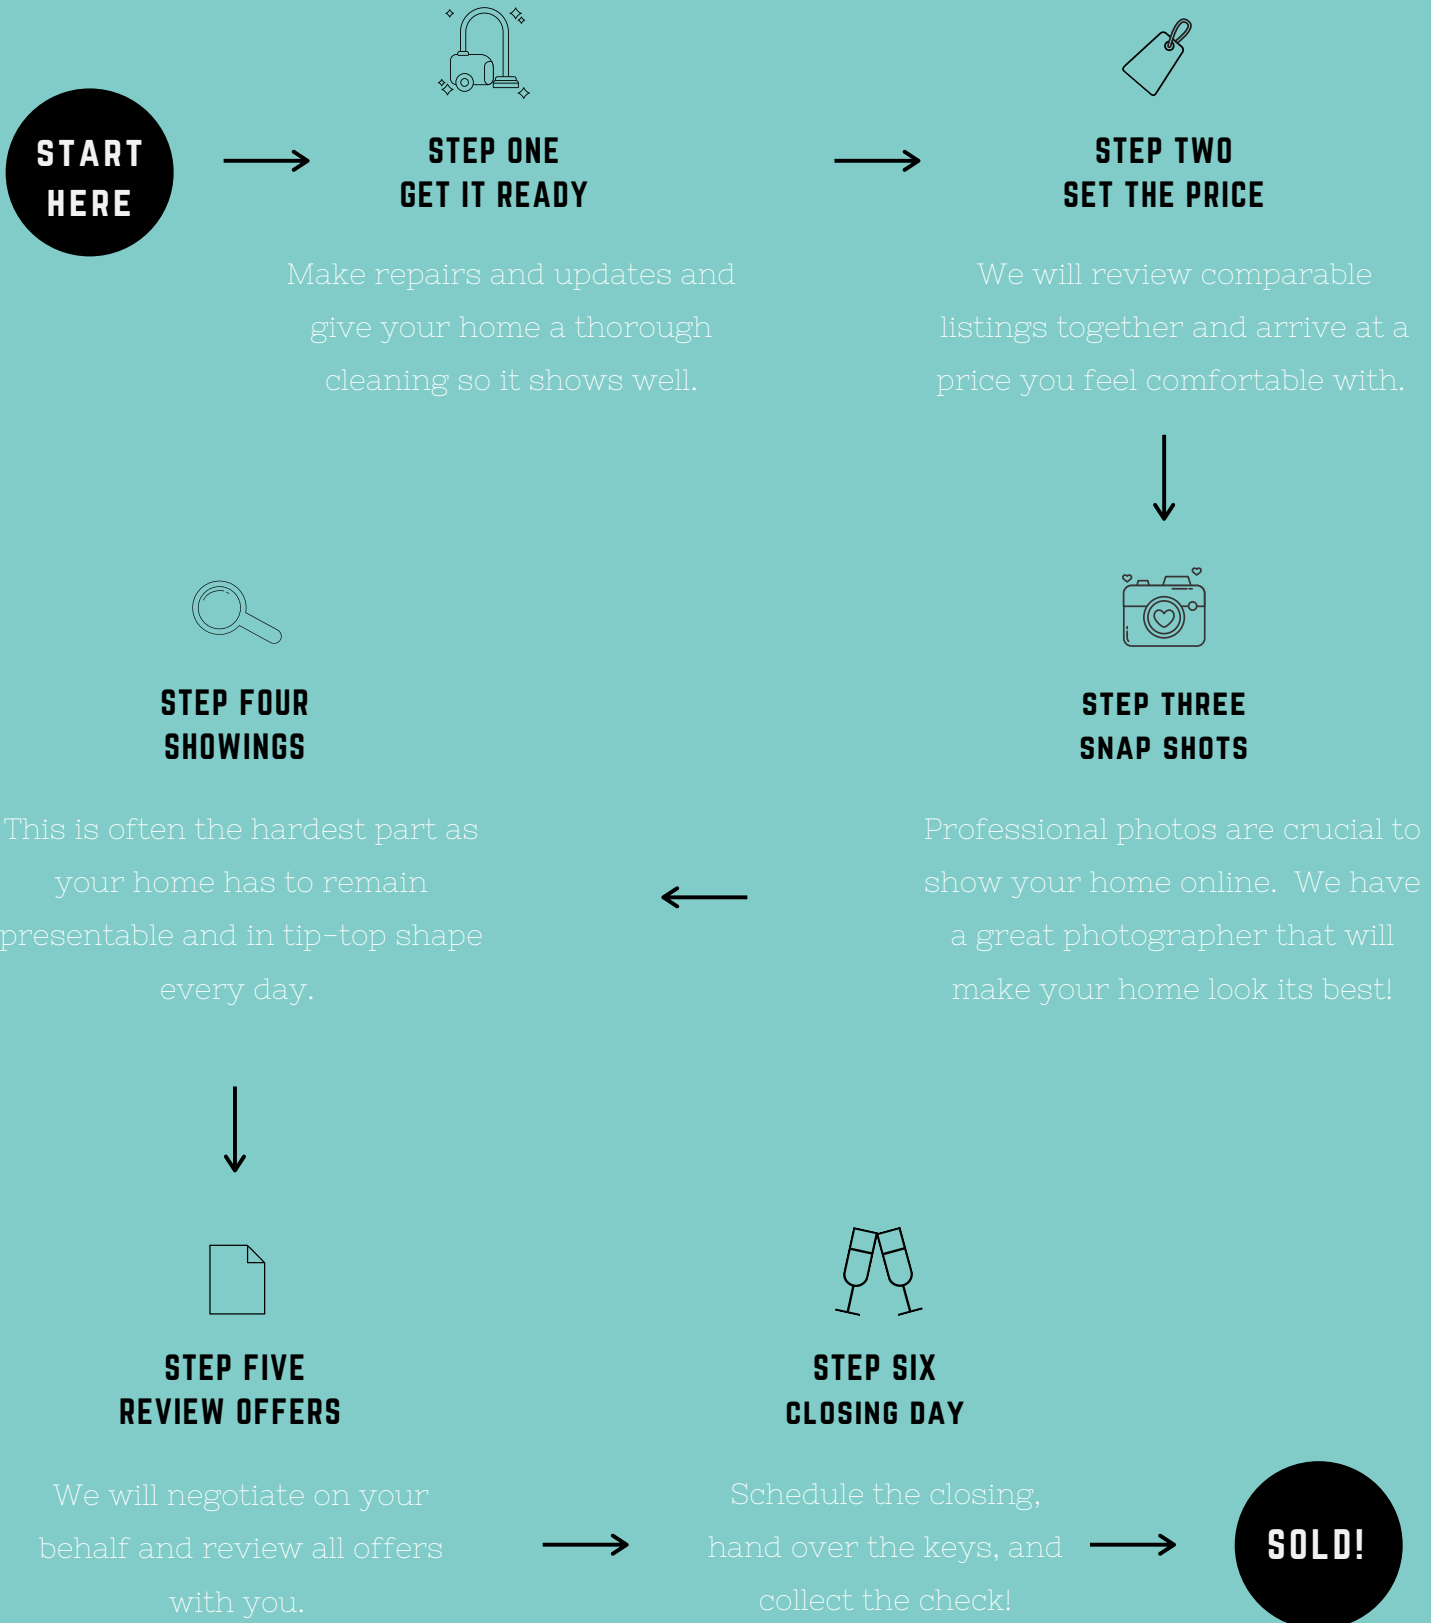 START
HERE
STEP ONE
GET IT READY
Make repairs and updates and
give your home a thorough
cleaning so it shows well.
STEP TWO
SET THE PRICE
We will review comparable
listings together and arrive at a
price you feel comfortable with.
STEP THREE
SNAP SHOTS
Professional photos are crucial to
show your home online.  We have
a great photographer that will
make your home look its best!
STEP FOUR
SHOWINGS
This is often the hardest part as
your home has to remain
presentable and in tip-top shape
every day.
STEP FIVE
REVIEW OFFERS
We will negotiate on your
behalf and review all offers
with you.
STEP SIX
CLOSING DAY
Schedule the closing,
hand over the keys, and
collect the check!
SOLD!